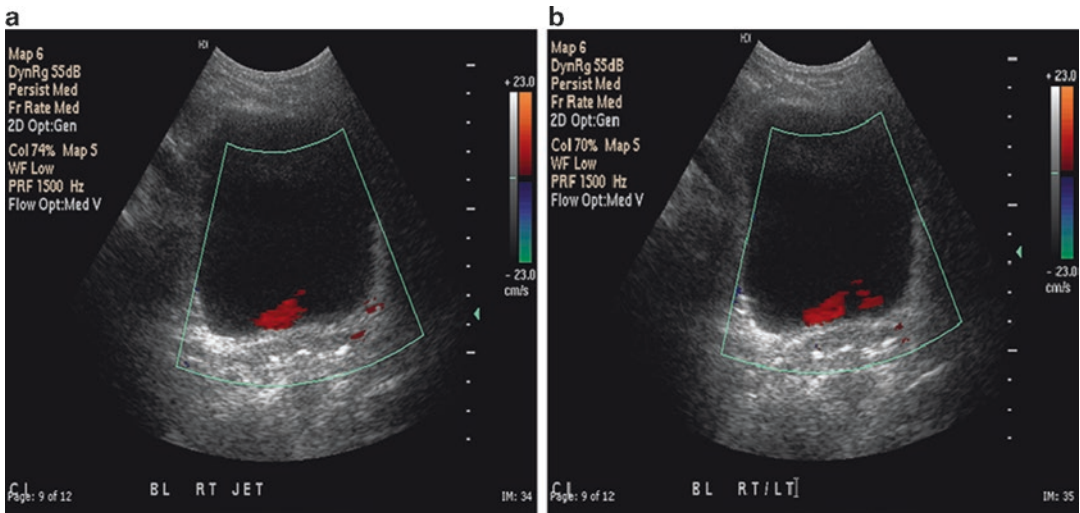 a
Map 6
DynRg 55dB
Persist Med
Fr Rate Med
2D Opt:Gen
Col 74% Map 5
WF Low
PRF 1500 Hz
Flow Opt:Med V
+ 23.0
- 23.0
cm/s
BL RT JET
Page: 9 of 12
IM: 34
b
Map 6
DynRg 55dB
Persist Med
Fr Rate Med
2D Opt:Gen
Col 70% Map 5
WF Low
PRF 1500 Hz
Flow Opt:Med V
+ 23.0
- 23.0
cm/s
BL RT/LT
Page: 9 of 12
IM: 35